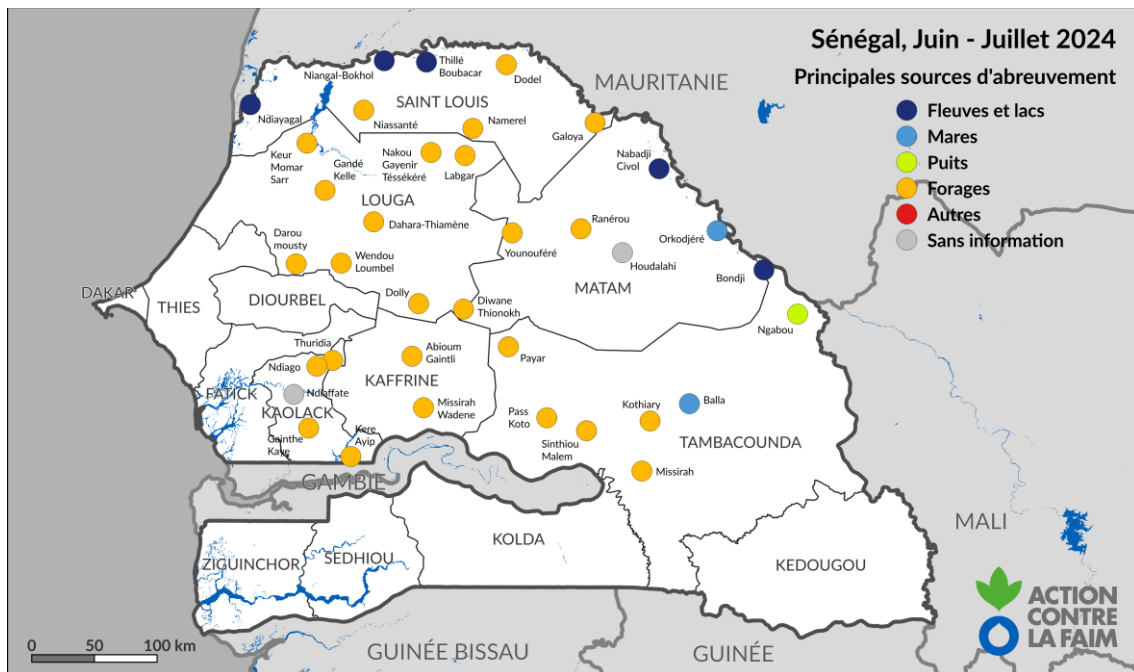 Sénégal, Juin - Juillet 2024
Principales sources d'abreuvement
Fleuves et lacs
Mares
Puits
Forages
Autres
Sans information
MAURITANIE
Niangal-Bokhol
Thillé
Boubacar
Dodel
SAINT LOUIS
Ndiayagal
Niassanté
Namerel
Galoya
Keur
Momar
Sarr
Gandé
Kelle
Nakou
Gayenir
Téssékéré
Labgar
Nabadji
Civol
LOUGA
Dahara-Thiamène
Ranérou
Younouféré
Orkodjéré
Houdalahi
Darou
mousty
Wendou
Loumbel
Bondji
MATAM
DAKAR
THIES
DIOURBEL
Dolly
Diwane
Thionokh
Ngabou
Thuridia
Ndiago
Abioum
Gaintli
Payar
KAFFRINE
FATICK
Ndiaffate
KAOLACK
Missirah
Wadene
Pass
Koto
Kothiary
Balla
Gainthe
Kaye
Kere
Ayip
Sinthiou
Malem
TAMBACOUNDA
Missirah
GAMBIE
MALI
KOLDA
ZIGUINCHOR
SEDHIOU
KEDOUGOU
ACTION
CONTRE
LA FAIM
0 50 100 km
GUINÉE BISSAU
GUINÉE